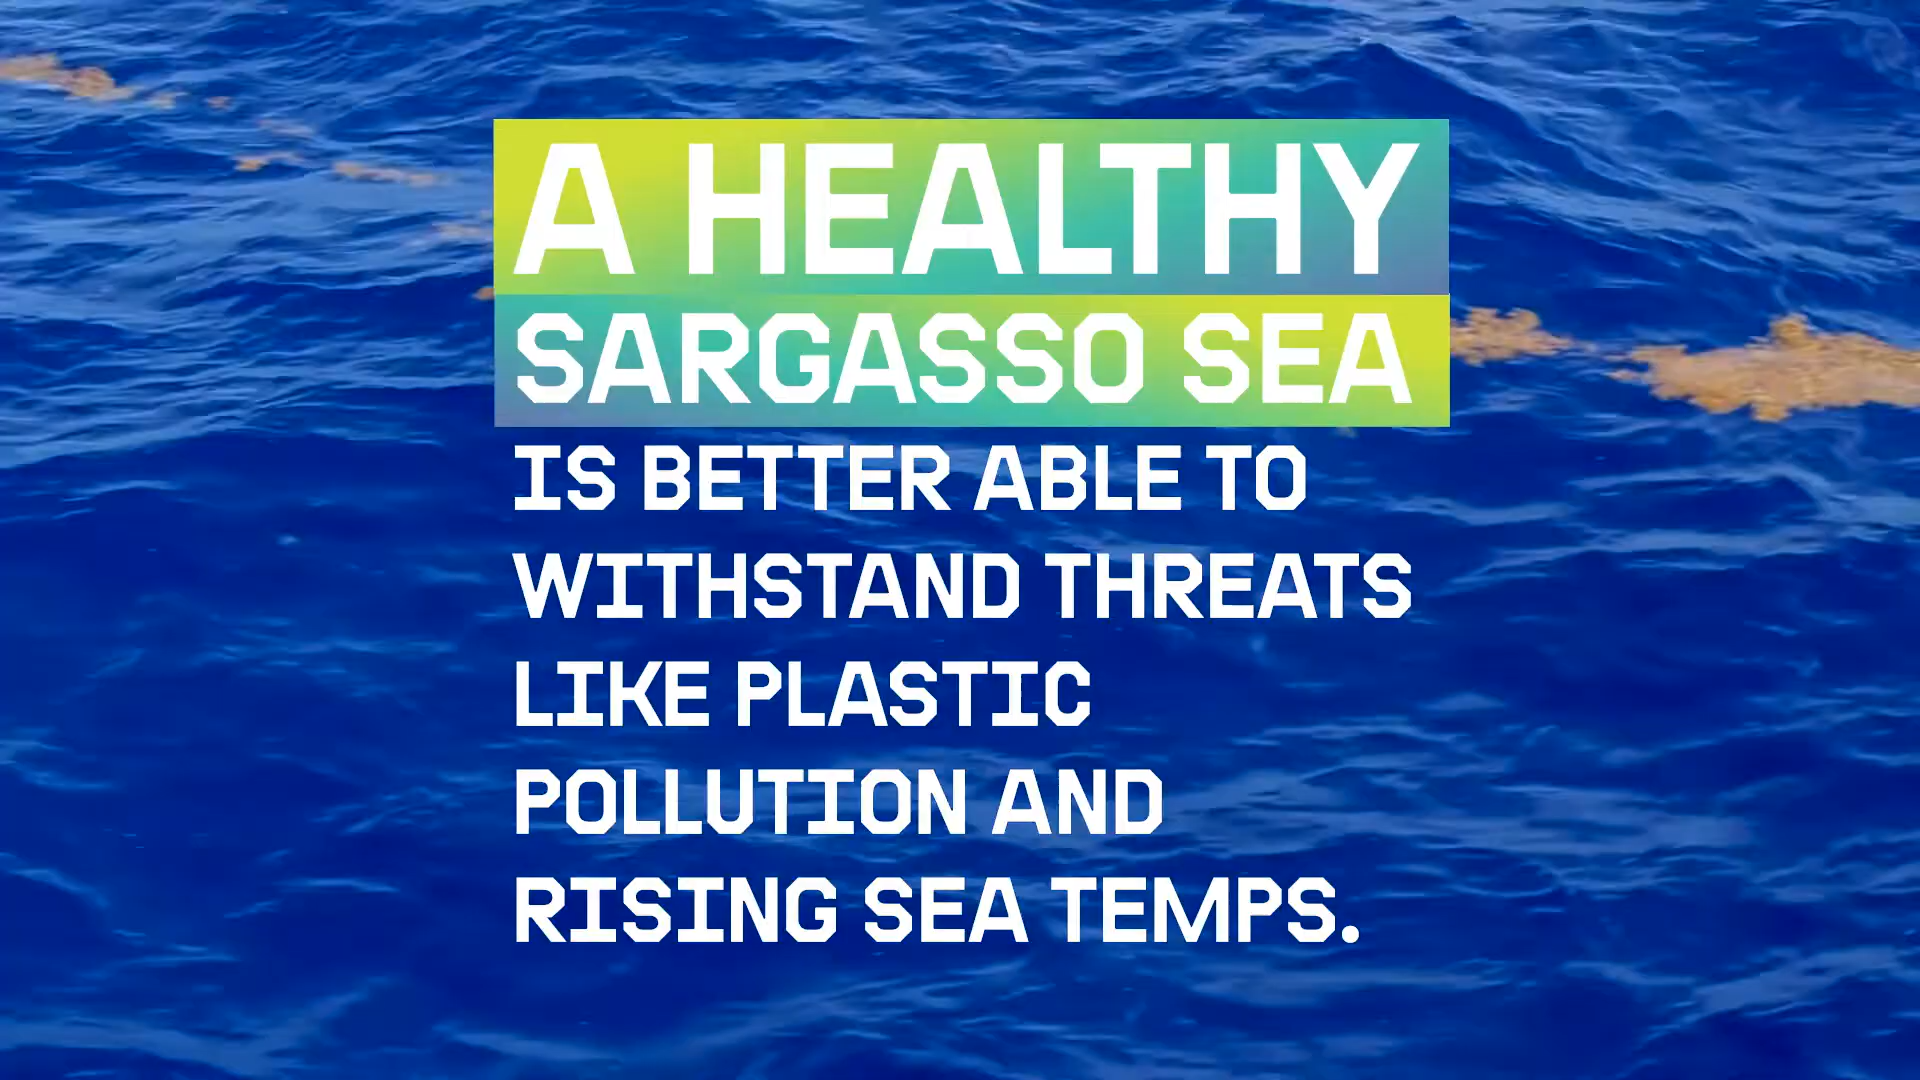 A HEALTHY
SARGASSO SEA
IS BETTER ABLE TO
WITHSTAND THREATS
LIKE PLASTIC
POLLUTION AND
RISING SEA TEMPS.